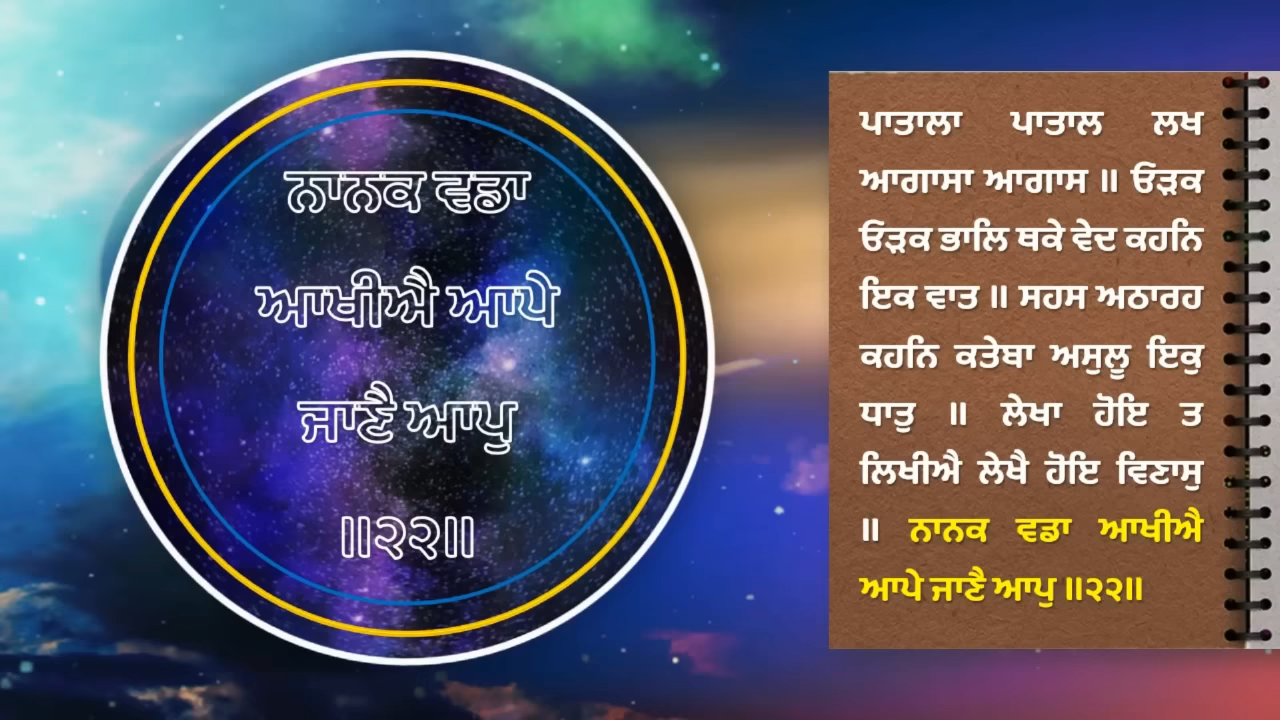 ਨਾਨਕ ਵਡਾ
ਆਖੀਐ ਆਪੇ
ਜਾਣੈ ਆਪੁ
॥੨੨॥
ਪਾਤਾਲਾ ਪਾਤਾਲ ਲਖ
ਆਗਾਸਾ ਆਗਾਸ ॥ ਓੜਕ
ਓੜਕ ਭਾਲਿ ਥਕੇ ਵੇਦ ਕਹਨਿ
ਇਕ ਵਾਤ ॥ ਸਹਸ ਅਠਾਰਹ
ਕਹਨਿ ਕਤੇਬਾ ਅਸੁਲੂ ਇਕੁ
ਧਾਤੁ ॥ ਲੇਖਾ ਹੋਇ ਤ
ਲਿਖੀਐ ਲੇਖੈ ਹੋਇ ਵਿਣਾਸੁ
॥ ਨਾਨਕ ਵਡਾ ਆਖੀਐ
ਆਪੇ ਜਾਣੈ ਆਪੁ ॥੨੨॥